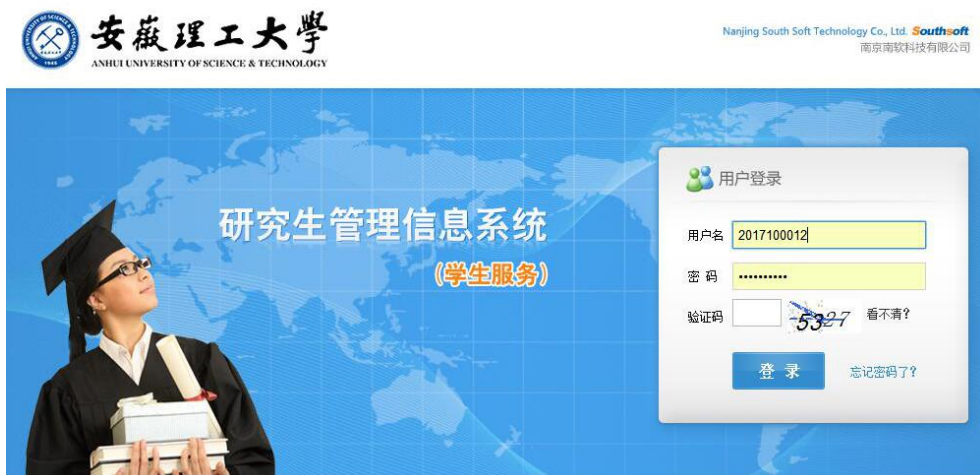 安徽理工大學
ANHUI UNIVERSITY OF SCIENCE & TECHNOLOGY
Nanjing South Soft Technology Co., Ltd. Southsoft
南京南软科技有限公司
用户登录
研究生管理信息系统
(学生服务)
用户名 2017100012
密 码 ••••••••••
验证码 5327 看不清?
登 录 忘记密码了?